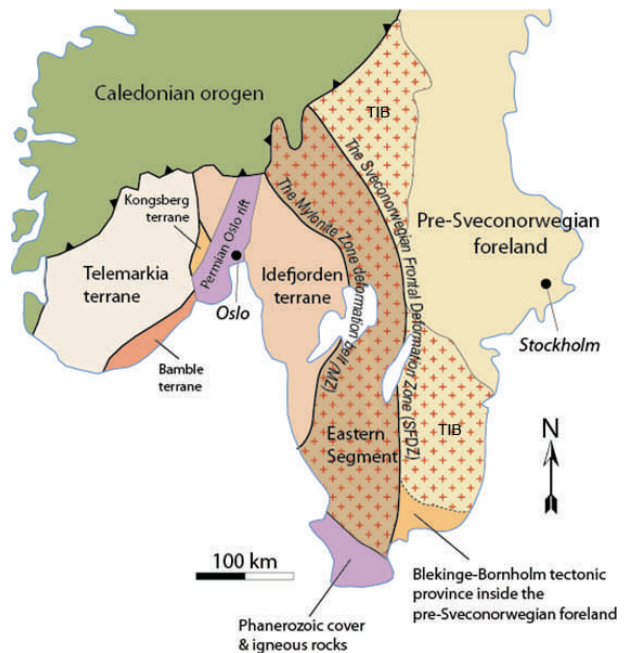 Caledonian orogen
TIB
Kongsberg
terrane
Permian Oslo rift
The Mylonite Zone deformation belt (MZ)
The Sveconorwegian Frontal Deformation Zone (SFDZ)
Pre-Sveconorwegian
foreland
Telemarkia
terrane
Idefjorden
terrane
Oslo
Stockholm
Bamble
terrane
TIB
Eastern
Segment
N
100 km
Blekinge-Bornholm tectonic
province inside the
pre-Sveconorwegian foreland
Phanerozoic cover
& igneous rocks